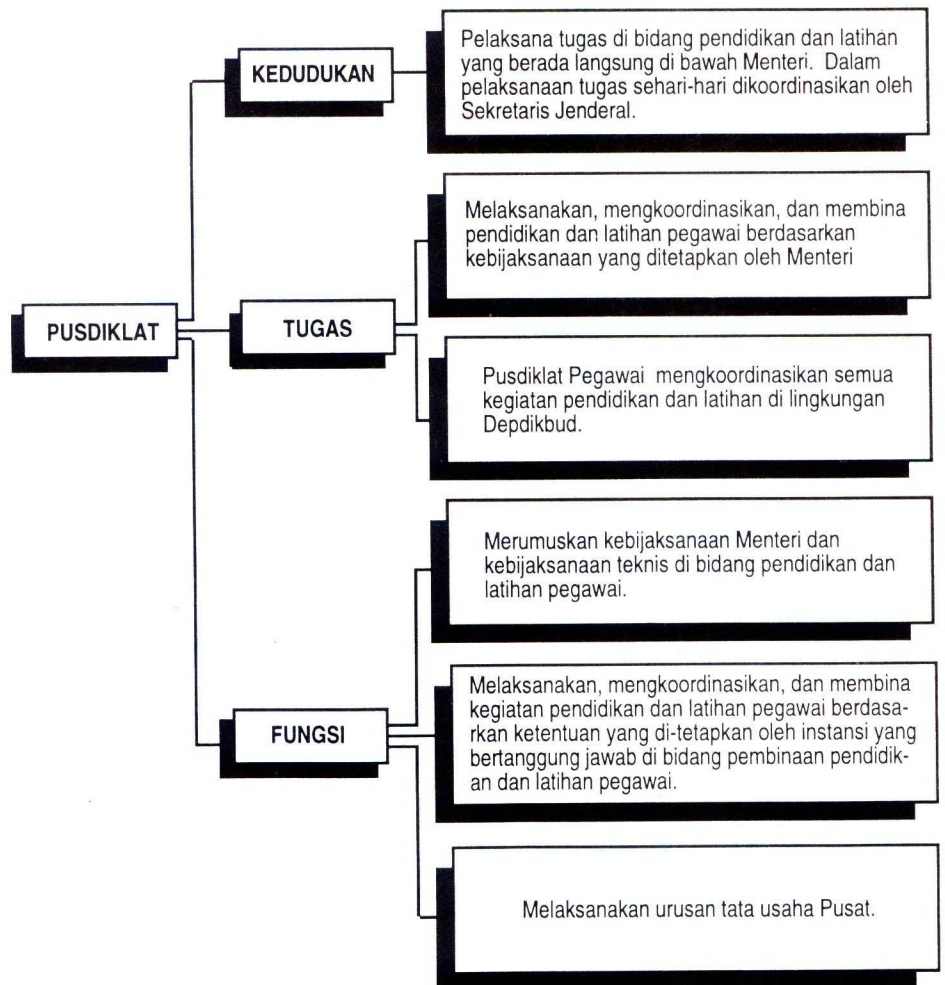 KEDUDUKAN
Pelaksana tugas di bidang pendidikan dan latihan
yang berada langsung di bawah Menteri. Dalam
pelaksanaan tugas sehari-hari dikoordinasikan oleh
Sekretaris Jenderal.
PUSDIKLAT
TUGAS
Melaksanakan, mengkoordinasikan, dan membina
pendidikan dan latihan pegawai berdasarkan
kebijaksanaan yang ditetapkan oleh Menteri
Pusdiklat Pegawai mengkoordinasikan semua
kegiatan pendidikan dan latihan di lingkungan
Depdikbud.
FUNGSI
Merumuskan kebijaksanaan Menteri dan
kebijaksanaan teknis di bidang pendidikan dan
latihan pegawai.
Melaksanakan, mengkoordinasikan, dan membina
kegiatan pendidikan dan latihan pegawai berdasa-
rkan ketentuan yang di-tetapkan oleh instansi yang
bertanggung jawab di bidang pembinaan pendidik-
an dan latihan pegawai.
Melaksanakan urusan tata usaha Pusat.